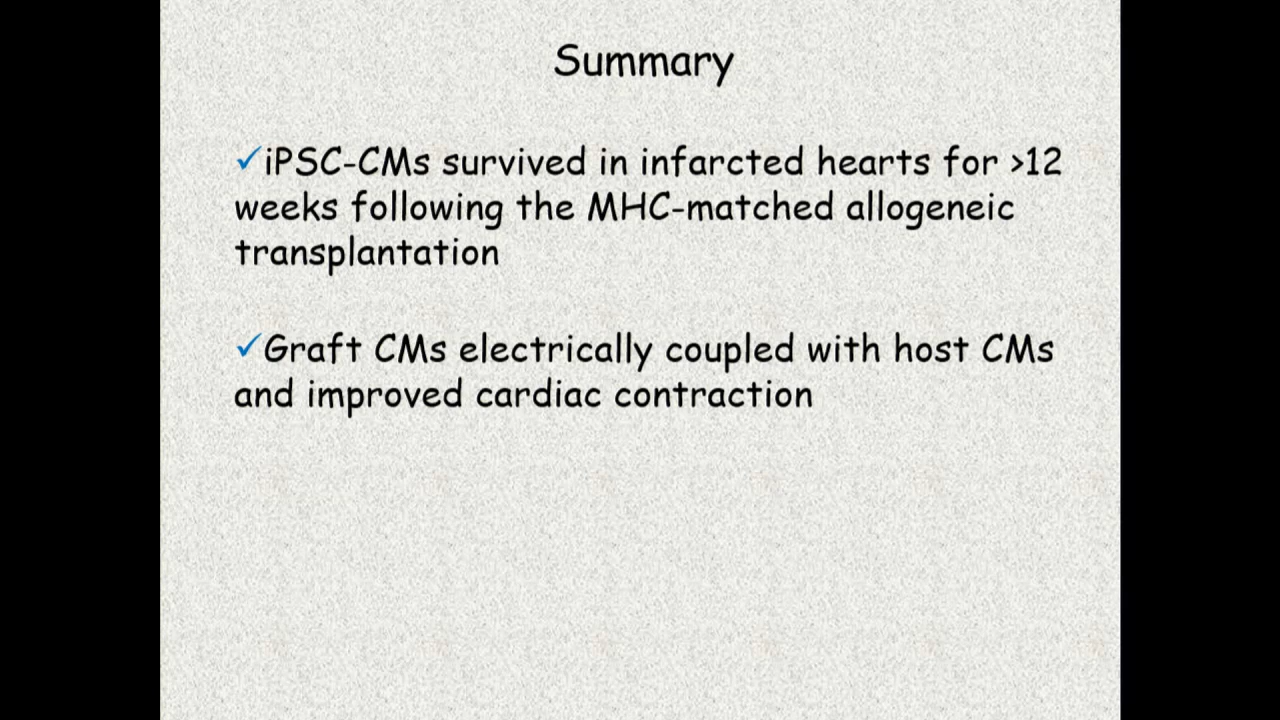 Summary
✓iPSC-CMs survived in infarcted hearts for >12
weeks following the MHC-matched allogeneic
transplantation
✓Graft CMs electrically coupled with host CMs
and improved cardiac contraction